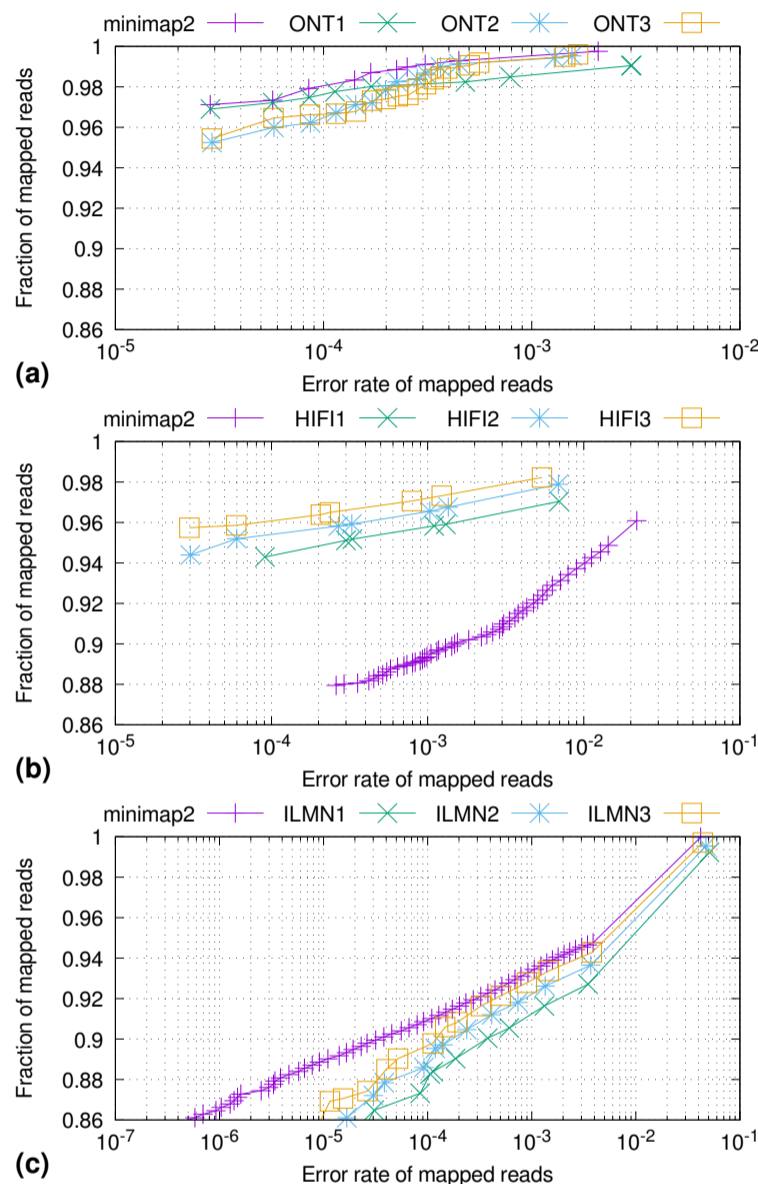 minimap2 ONT1 ONT2 ONT3
1
0.98
0.96
0.94
0.92
0.9
0.88
0.86
Fraction of mapped reads
10-5 10-4 10-3 10-2
(a) Error rate of mapped reads
minimap2 HIFI1 HIFI2 HIFI3
1
0.98
0.96
0.94
0.92
0.9
0.88
0.86
Fraction of mapped reads
10-5 10-4 10-3 10-2 10-1
(b) Error rate of mapped reads
minimap2 ILMN1 ILMN2 ILMN3
1
0.98
0.96
0.94
0.92
0.9
0.88
0.86
Fraction of mapped reads
10-7 10-6 10-5 10-4 10-3 10-2 10-1
(c) Error rate of mapped reads